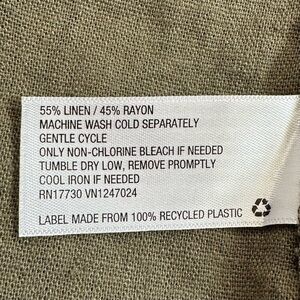 55% LINEN / 45% RAYON
MACHINE WASH COLD SEPARATELY
GENTLE CYCLE
ONLY NON-CHLORINE BLEACH IF NEEDED
TUMBLE DRY LOW, REMOVE PROMPTLY
COOL IRON IF NEEDED
RN17730 VN1247024
LABEL MADE FROM 100% RECYCLED PLASTIC